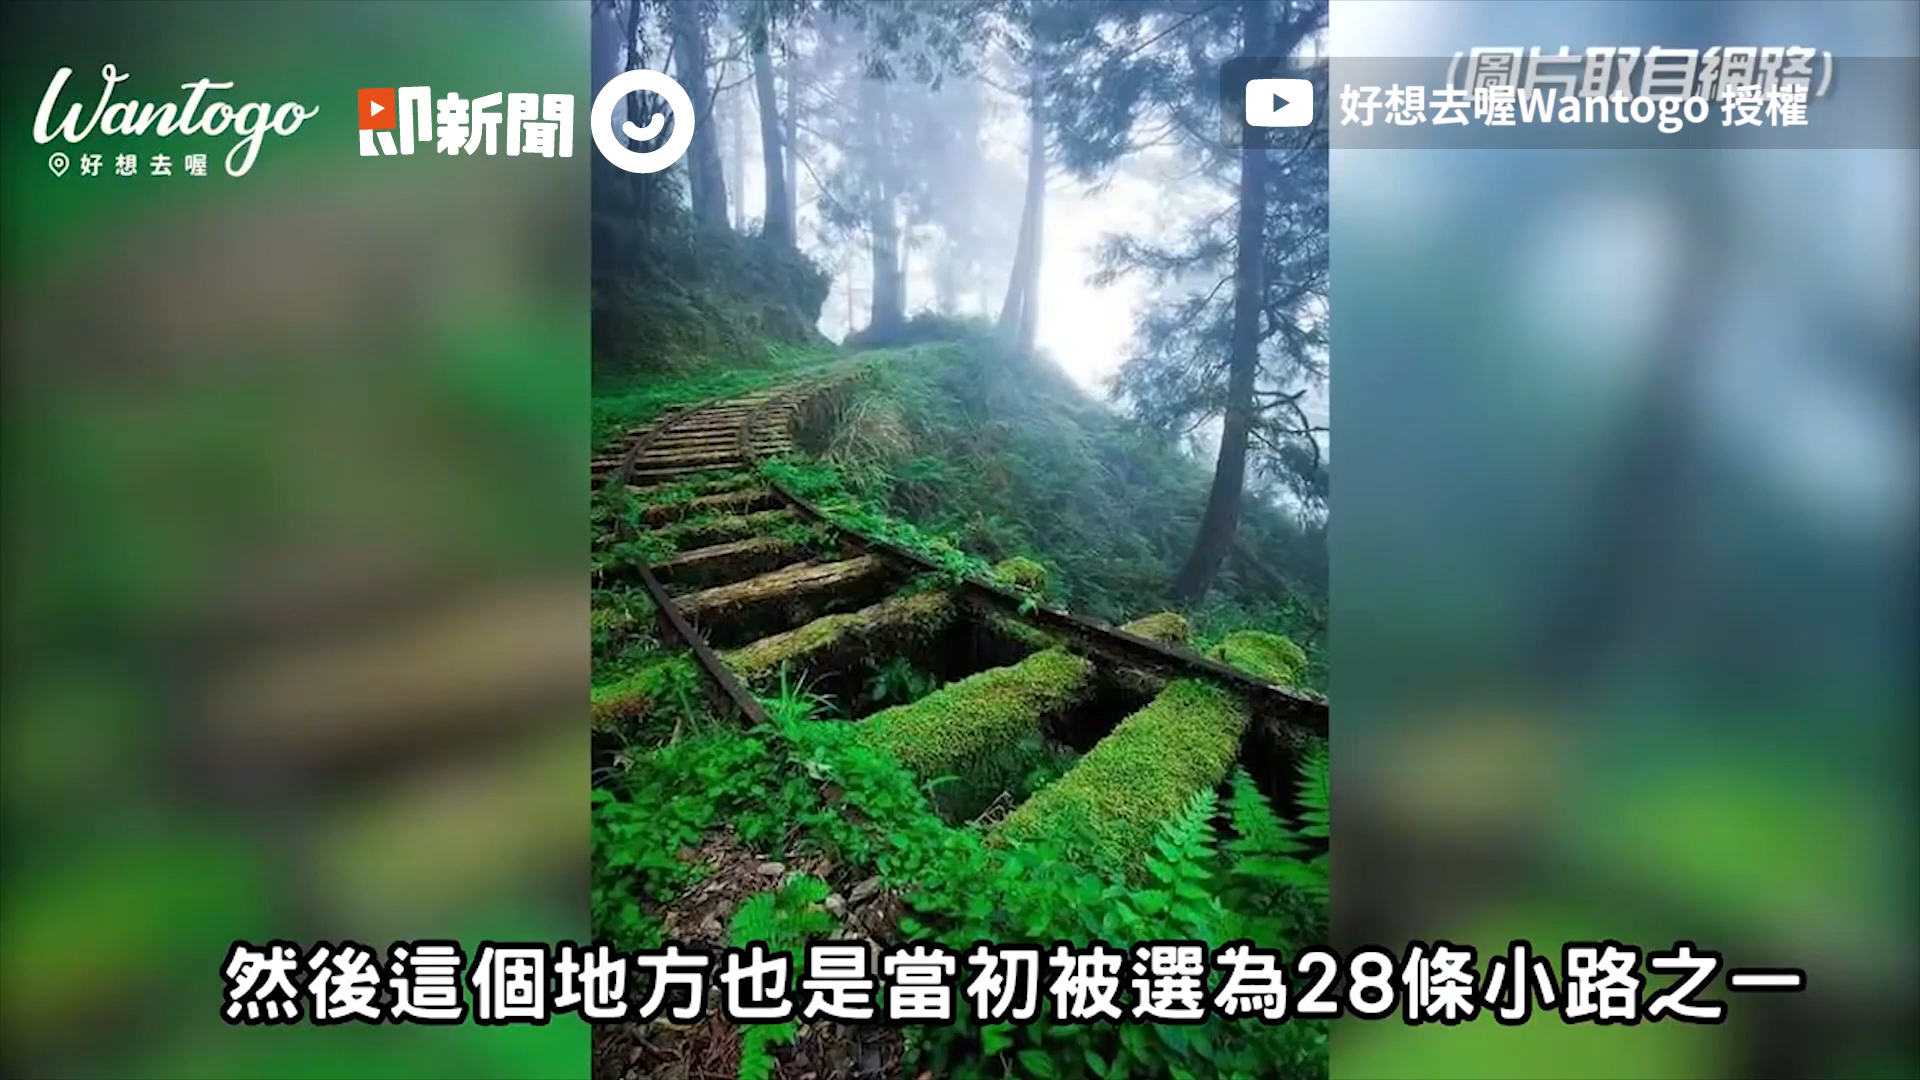 Wantogo
好想去喔
即新聞
(圖片取自網路)
好想去喔Wantogo 授權
然後這個地方也是當初被選為28條小路之一